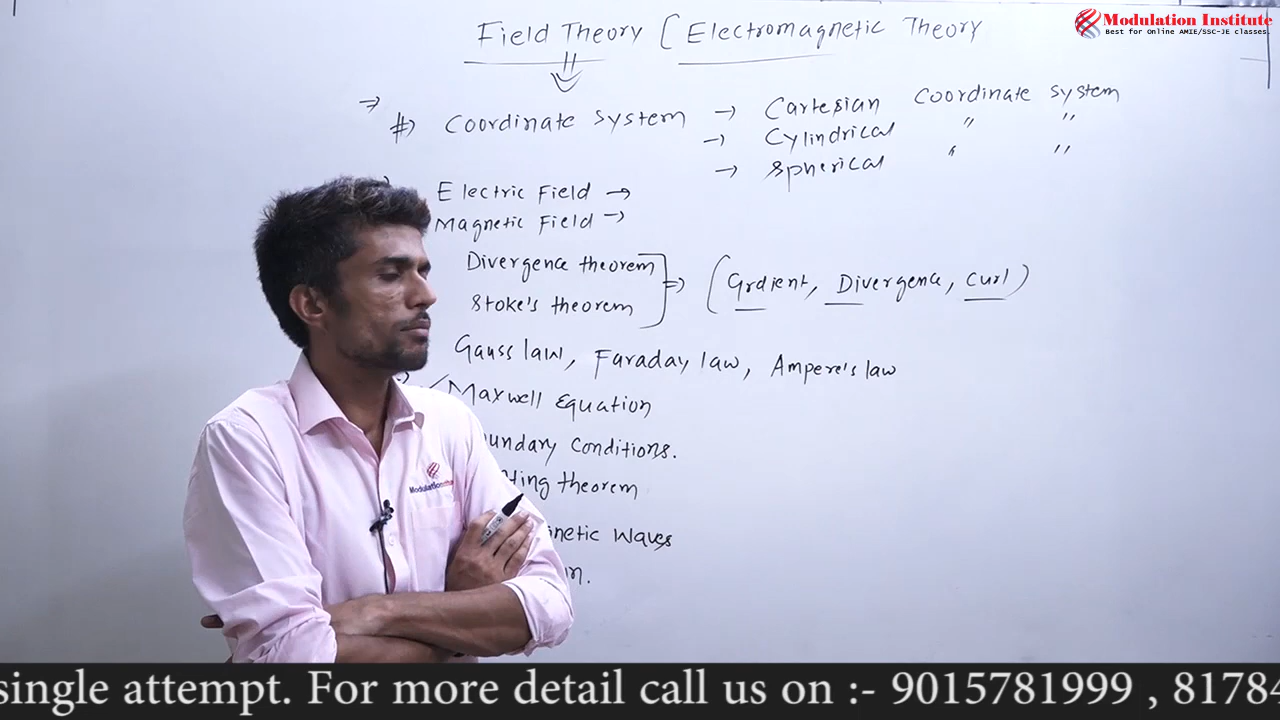 Modulation Institute
Best for Online AMIE/SSC-JE classes.
Field Theory ( Electromagnetic Theory
⇒ #) Coordinate System → Cartesian Coordinate System
→ Cylindrical " "
→ Spherical " "
Electric Field →
Magnetic Field →
Divergence theorem
Stoke's theorem ⇒ (Grdient, Divergence, Curl)
Gauss law, Faraday law, Ampere's law
Maxwell Equation
undary Conditions.
ting theorem
netic Waves
n.
Modulation
single attempt. For more detail call us on :- 9015781999 , 81784